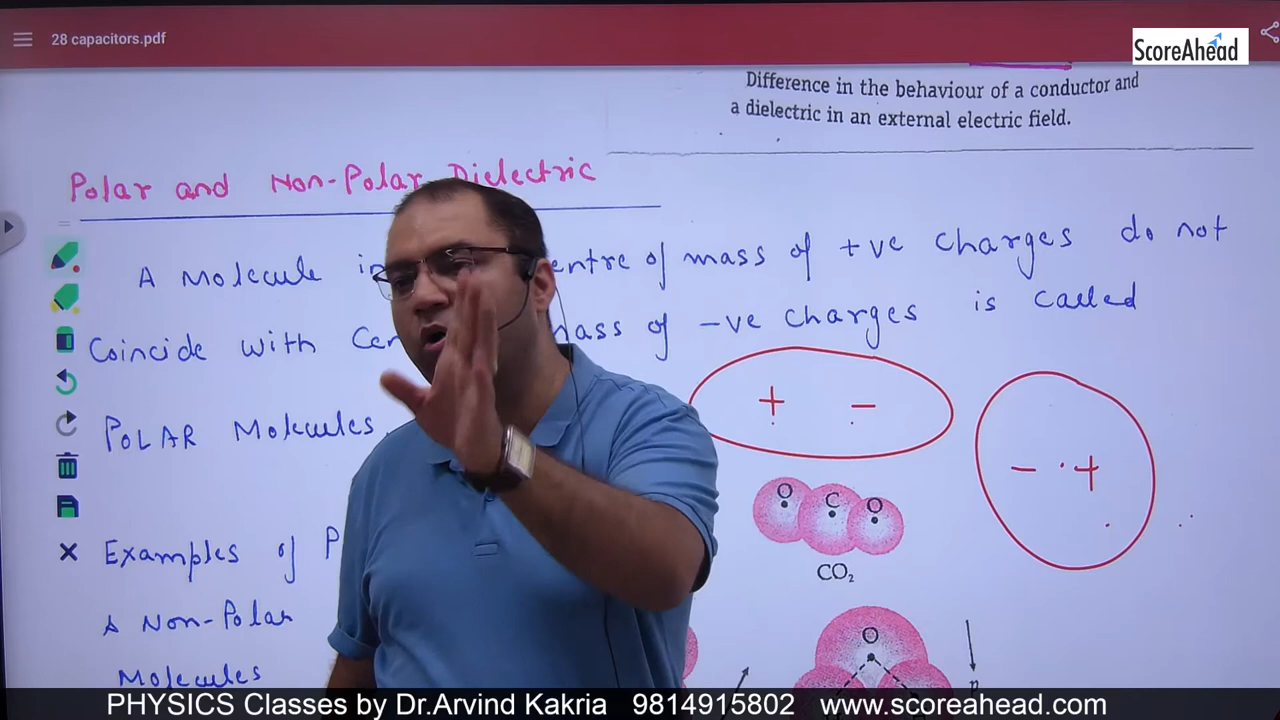 28 capacitors.pdf
ScoreAhead
Difference in the behaviour of a conductor and
a dielectric in an external electric field.
Polar and Non-Polar Dielectric
A Molecule in entre of mass of +ve charges do not
Coincide with Cen mass of -ve charges is called
+ -
POLAR Molecules
- +
O C O
CO₂
Examples of P
A Non-Polar
O
Molecules
PHYSICS Classes by Dr.Arvind Kakria 9814915802 www.scoreahead.com